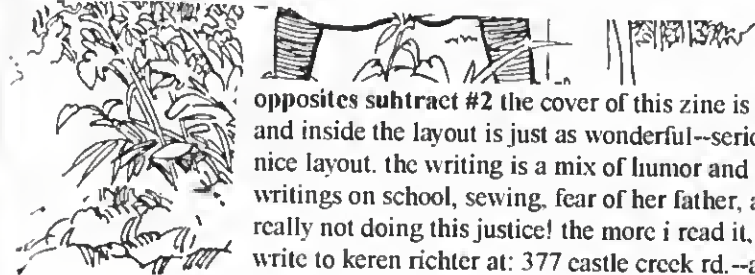 opposites subtract #2 the cover of this zine is
and inside the layout is just as wonderful--serio
nice layout. the writing is a mix of humor and
writings on school, sewing, fear of her father, a
really not doing this justice! the more i read it,
write to keren richter at: 377 castle creek rd.--a